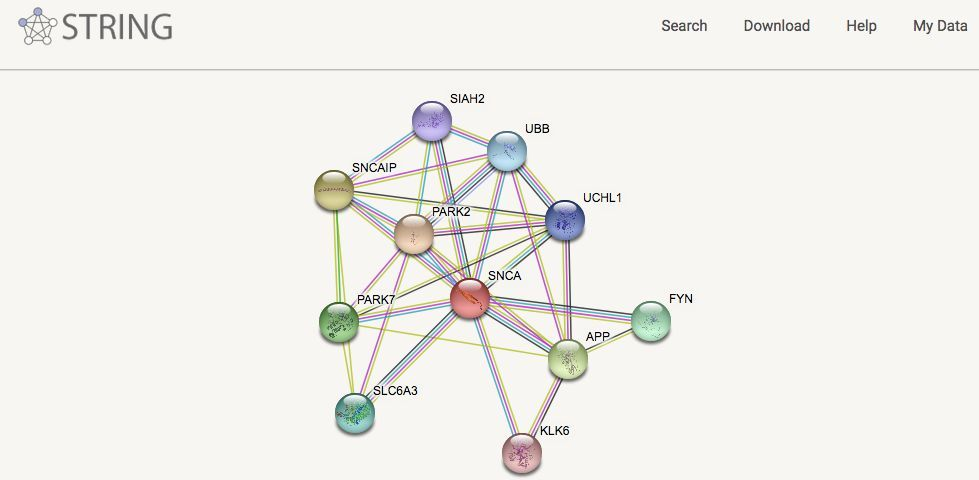 STRING
Search Download Help My Data
SIAH2
UBB
SNCAIP
UCHL1
PARK2
SNCA
PARK7
FYN
APP
SLC6A3
KLK6